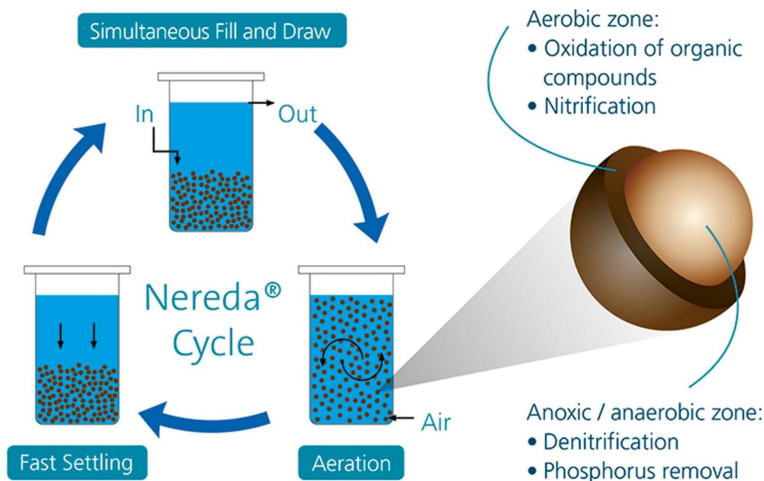 Simultaneous Fill and Draw
In
Out
Nereda®
Cycle
Air
Fast Settling
Aeration
Aerobic zone:
• Oxidation of organic
compounds
• Nitrification
Anoxic / anaerobic zone:
• Denitrification
• Phosphorus removal